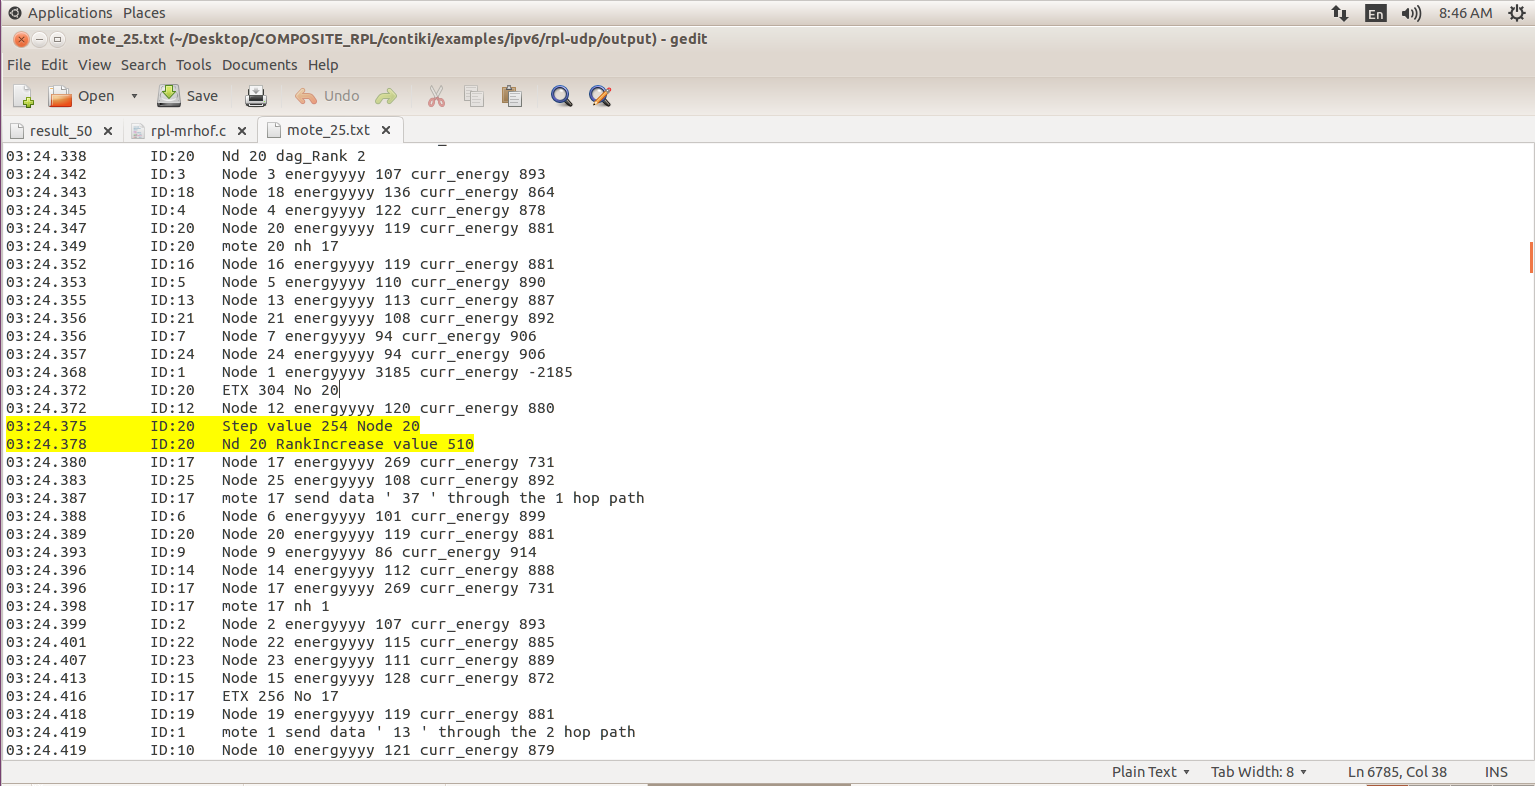 Applications Places En 8:46 AM
mote_25.txt (~/Desktop/COMPOSITE_RPL/contiki/examples/ipv6/rpl-udp/output) - gedit
File Edit View Search Tools Documents Help
Open Save Undo
result_50 rpl-mrhof.c mote_25.txt
03:24.338 ID:20 Nd 20 dag_Rank 2
03:24.342 ID:3 Node 3 energyyyy 107 curr_energy 893
03:24.343 ID:18 Node 18 energyyyy 136 curr_energy 864
03:24.345 ID:4 Node 4 energyyyy 122 curr_energy 878
03:24.347 ID:20 Node 20 energyyyy 119 curr_energy 881
03:24.349 ID:20 mote 20 nh 17
03:24.352 ID:16 Node 16 energyyyy 119 curr_energy 881
03:24.353 ID:5 Node 5 energyyyy 110 curr_energy 890
03:24.355 ID:13 Node 13 energyyyy 113 curr_energy 887
03:24.356 ID:21 Node 21 energyyyy 108 curr_energy 892
03:24.356 ID:7 Node 7 energyyyy 94 curr_energy 906
03:24.357 ID:24 Node 24 energyyyy 94 curr_energy 906
03:24.368 ID:1 Node 1 energyyyy 3185 curr_energy -2185
03:24.372 ID:20 ETX 304 No 20
03:24.372 ID:12 Node 12 energyyyy 120 curr_energy 880
03:24.375 ID:20 Step value 254 Node 20
03:24.378 ID:20 Nd 20 RankIncrease value 510
03:24.380 ID:17 Node 17 energyyyy 269 curr_energy 731
03:24.383 ID:25 Node 25 energyyyy 108 curr_energy 892
03:24.387 ID:17 mote 17 send data ' 37 ' through the 1 hop path
03:24.388 ID:6 Node 6 energyyyy 101 curr_energy 899
03:24.389 ID:20 Node 20 energyyyy 119 curr_energy 881
03:24.393 ID:9 Node 9 energyyyy 86 curr_energy 914
03:24.396 ID:14 Node 14 energyyyy 112 curr_energy 888
03:24.396 ID:17 Node 17 energyyyy 269 curr_energy 731
03:24.398 ID:17 mote 17 nh 1
03:24.399 ID:2 Node 2 energyyyy 107 curr_energy 893
03:24.401 ID:22 Node 22 energyyyy 115 curr_energy 885
03:24.407 ID:23 Node 23 energyyyy 111 curr_energy 889
03:24.413 ID:15 Node 15 energyyyy 128 curr_energy 872
03:24.416 ID:17 ETX 256 No 17
03:24.418 ID:19 Node 19 energyyyy 119 curr_energy 881
03:24.419 ID:1 mote 1 send data ' 13 ' through the 2 hop path
03:24.419 ID:10 Node 10 energyyyy 121 curr_energy 879
Plain Text Tab Width: 8 Ln 6785, Col 38 INS